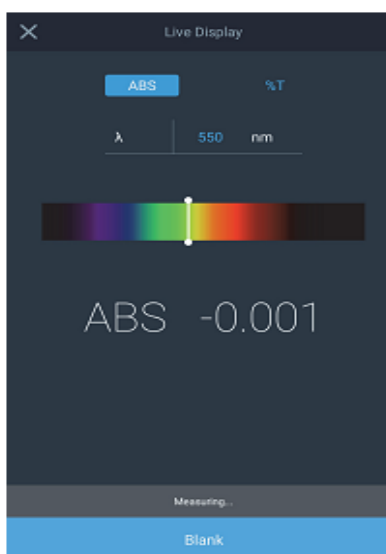 Live Display
ABS %T
λ 550 nm
ABS -0.001
Measuring...
Blank